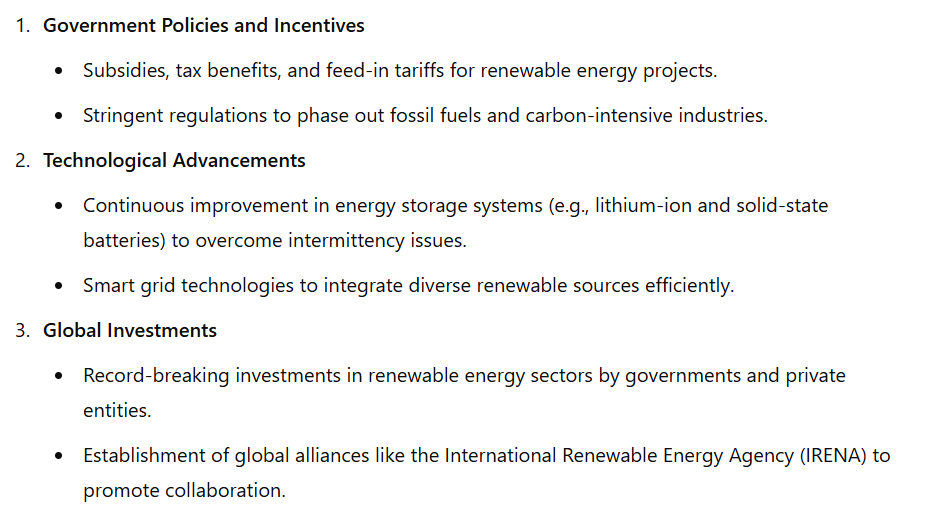 1. Government Policies and Incentives
• Subsidies, tax benefits, and feed-in tariffs for renewable energy projects.
• Stringent regulations to phase out fossil fuels and carbon-intensive industries.
2. Technological Advancements
• Continuous improvement in energy storage systems (e.g., lithium-ion and solid-state
batteries) to overcome intermittency issues.
• Smart grid technologies to integrate diverse renewable sources efficiently.
3. Global Investments
• Record-breaking investments in renewable energy sectors by governments and private
entities.
• Establishment of global alliances like the International Renewable Energy Agency (IRENA) to
promote collaboration.